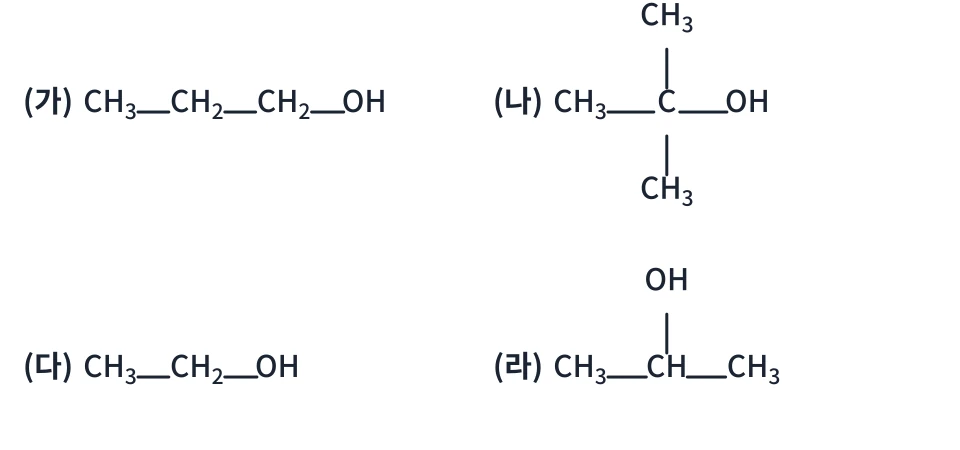 CH₃
(가) CH₃—CH₂—CH₂—OH
(나) CH₃—C—OH
CH₃
OH
(다) CH₃—CH₂—OH
(라) CH₃—CH—CH₃